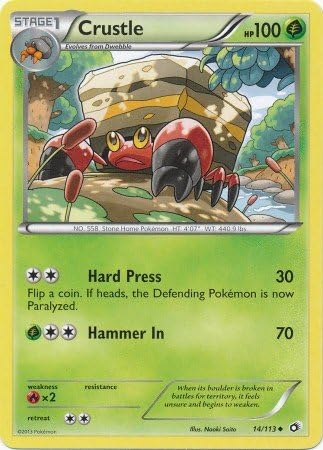 STAGE1
Crustle
HP100
Evolves from Dwebble
NO. 558 Stone Home Pokémon HT: 4'07" WT: 440.9 lbs.
Hard Press 30
Flip a coin. If heads, the Defending Pokémon is now
Paralyzed.
Hammer In 70
weakness
resistance
×2
retreat
When its boulder is broken
in battle for territory, it feels
unsure and begins to weaken.
©2013 Pokémon
Illus. Naoki Saito
14/113